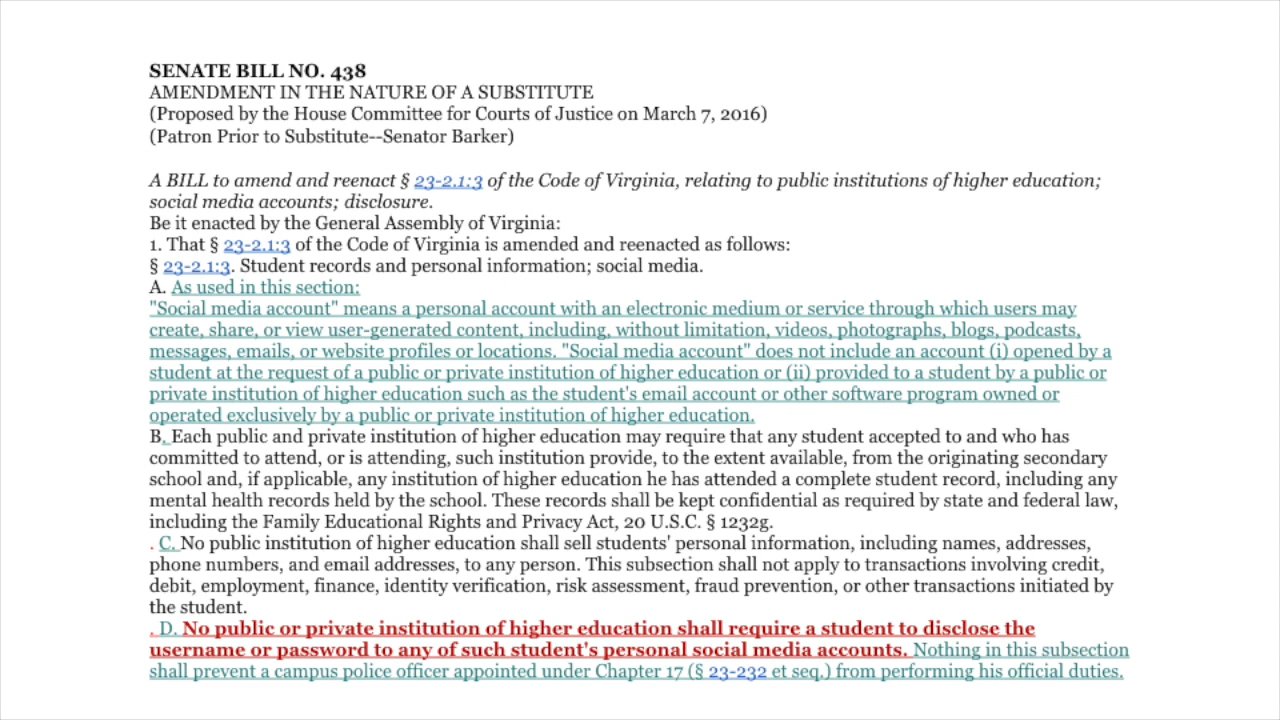 SENATE BILL NO. 438
AMENDMENT IN THE NATURE OF A SUBSTITUTE
(Proposed by the House Committee for Courts of Justice on March 7, 2016)
(Patron Prior to Substitute--Senator Barker)
A BILL to amend and reenact § 23-2.1:3 of the Code of Virginia, relating to public institutions of higher education;
social media accounts; disclosure.
Be it enacted by the General Assembly of Virginia:
1. That § 23-2.1:3 of the Code of Virginia is amended and reenacted as follows:
§ 23-2.1:3. Student records and personal information; social media.
A. As used in this section:
"Social media account" means a personal account with an electronic medium or service through which users may
create, share, or view user-generated content, including, without limitation, videos, photographs, blogs, podcasts,
messages, emails, or website profiles or locations. "Social media account" does not include an account (i) opened by a
student at the request of a public or private institution of higher education or (ii) provided to a student by a public or
private institution of higher education such as the student's email account or other software program owned or
operated exclusively by a public or private institution of higher education.
B. Each public and private institution of higher education may require that any student accepted to and who has
committed to attend, or is attending, such institution provide, to the extent available, from the originating secondary
school and, if applicable, any institution of higher education he has attended a complete student record, including any
mental health records held by the school. These records shall be kept confidential as required by state and federal law,
including the Family Educational Rights and Privacy Act, 20 U.S.C. § 1232g.
. C. No public institution of higher education shall sell students' personal information, including names, addresses,
phone numbers, and email addresses, to any person. This subsection shall not apply to transactions involving credit,
debit, employment, finance, identity verification, risk assessment, fraud prevention, or other transactions initiated by
the student.
. D. No public or private institution of higher education shall require a student to disclose the
username or password to any of such student's personal social media accounts. Nothing in this subsection
shall prevent a campus police officer appointed under Chapter 17 (§ 23-232 et seq.) from performing his official duties.